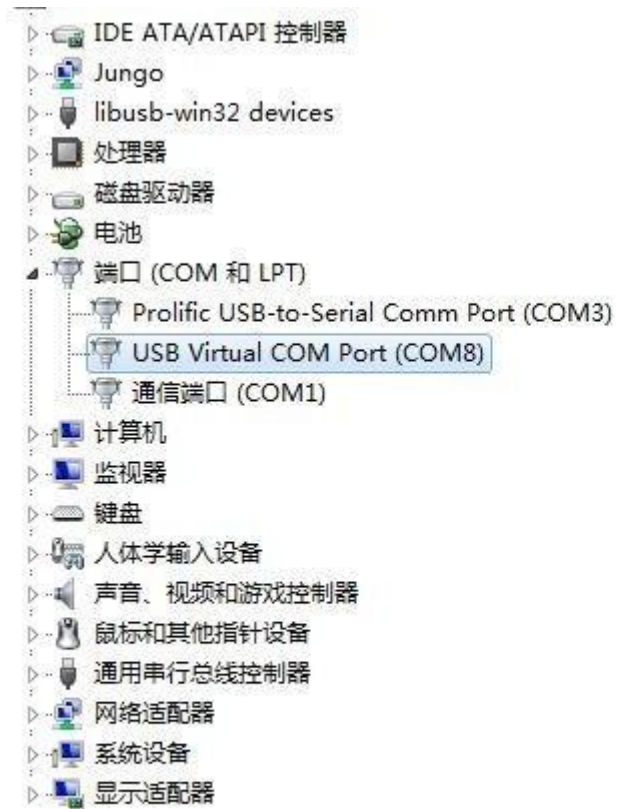 IDE ATA/ATAPI 控制器
Jungo
libusb-win32 devices
处理器
磁盘驱动器
电池
端口 (COM 和 LPT)
Prolific USB-to-Serial Comm Port (COM3)
USB Virtual COM Port (COM8)
通信端口 (COM1)
计算机
监视器
键盘
人体学输入设备
声音、视频和游戏控制器
鼠标和其他指针设备
通用串行总线控制器
网络适配器
系统设备
显示适配器